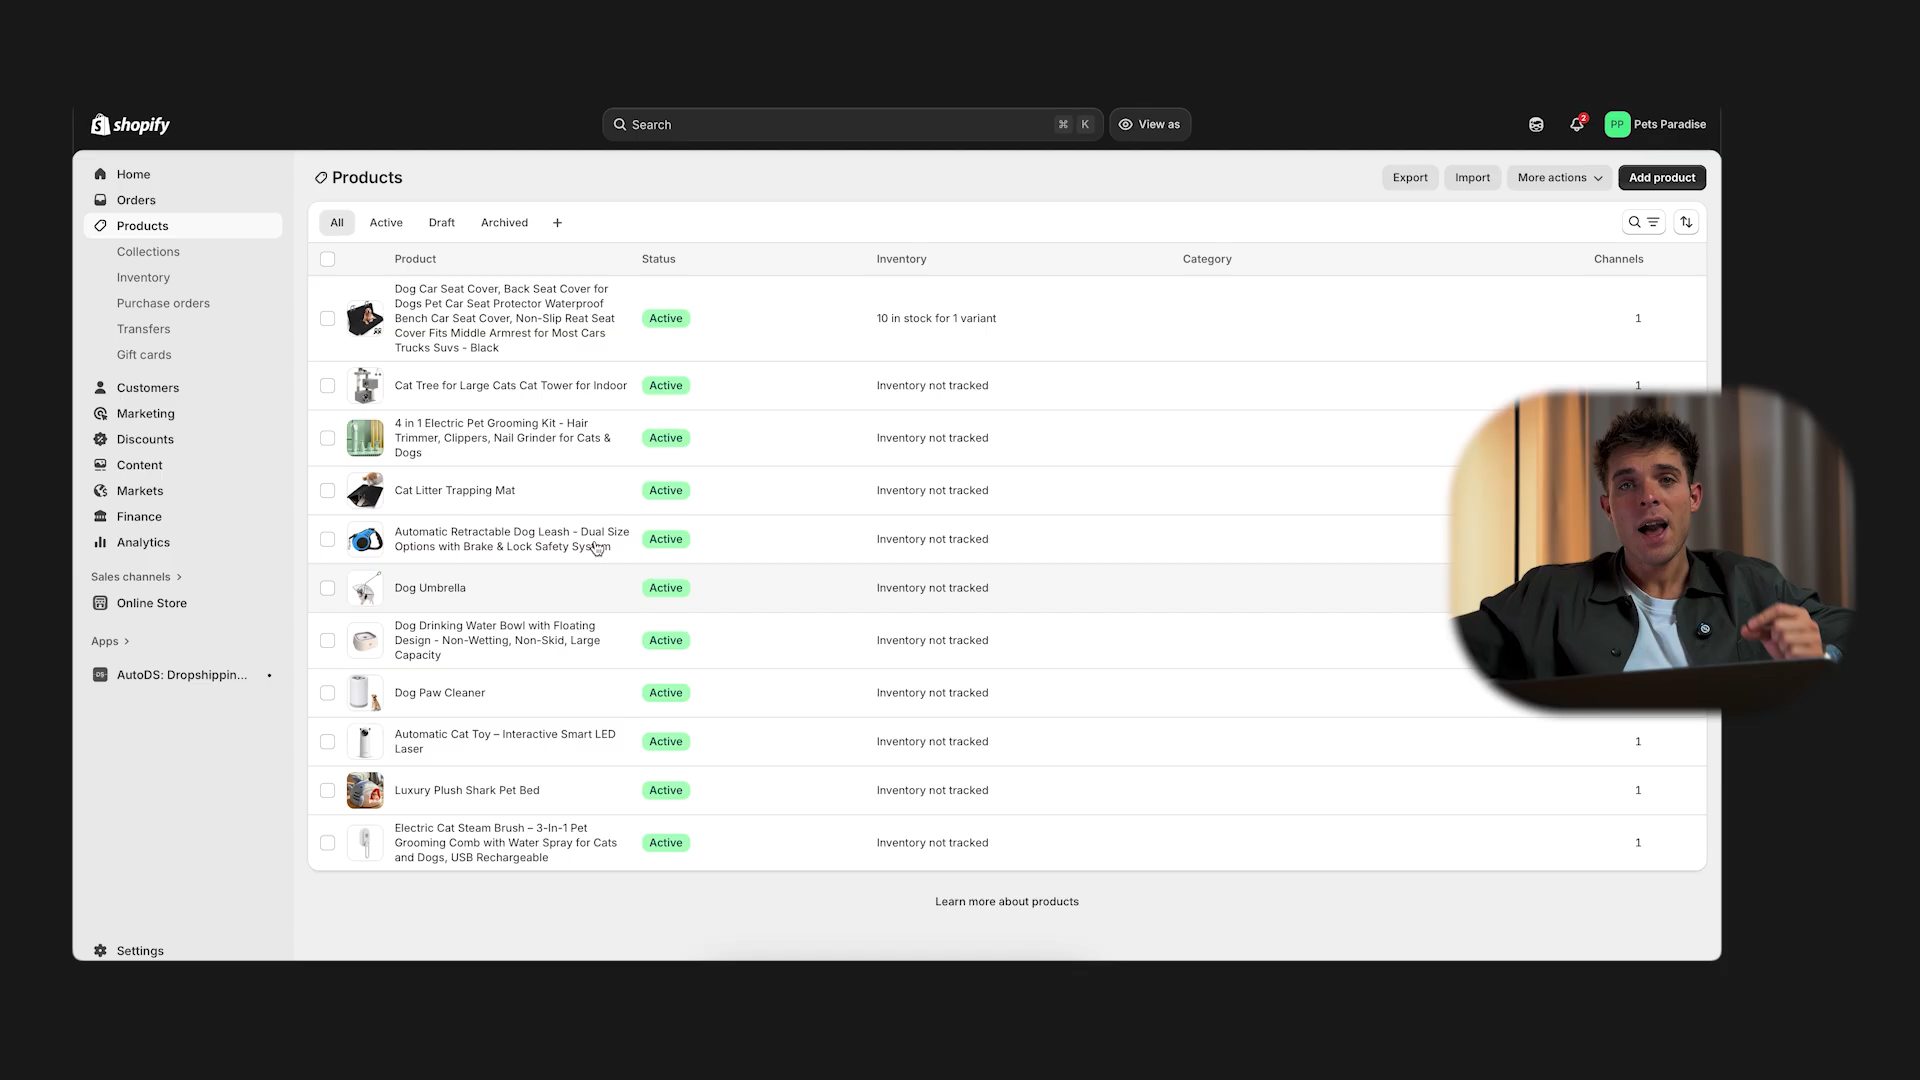 shopify
Search
⌘ K
View as
2
PP
Pets Paradise
Home
Orders
Products
Collections
Inventory
Purchase orders
Transfers
Gift cards
Customers
Marketing
Discounts
Content
Markets
Finance
Analytics
Sales channels
Online Store
Apps
AutoDS: Dropshippin...
Settings
Products
Export
Import
More actions
Add product
All
Active
Draft
Archived
+
Product
Status
Inventory
Category
Channels
Dog Car Seat Cover, Back Seat Cover for
Dogs Pet Car Seat Protector Waterproof
Bench Car Seat Cover, Non-Slip Reat Seat
Cover Fits Middle Armrest for Most Cars
Trucks Suvs - Black
Active
10 in stock for 1 variant
1
Cat Tree for Large Cats Cat Tower for Indoor
Active
Inventory not tracked
1
4 in 1 Electric Pet Grooming Kit - Hair
Trimmer, Clippers, Nail Grinder for Cats &
Dogs
Active
Inventory not tracked
Cat Litter Trapping Mat
Active
Inventory not tracked
Automatic Retractable Dog Leash - Dual Size
Options with Brake & Lock Safety System
Active
Inventory not tracked
Dog Umbrella
Active
Inventory not tracked
Dog Drinking Water Bowl with Floating
Design - Non-Wetting, Non-Skid, Large
Capacity
Active
Inventory not tracked
Dog Paw Cleaner
Active
Inventory not tracked
Automatic Cat Toy – Interactive Smart LED
Laser
Active
Inventory not tracked
1
Luxury Plush Shark Pet Bed
Active
Inventory not tracked
1
Electric Cat Steam Brush – 3-In-1 Pet
Grooming Comb with Water Spray for Cats
and Dogs, USB Rechargeable
Active
Inventory not tracked
1
Learn more about products